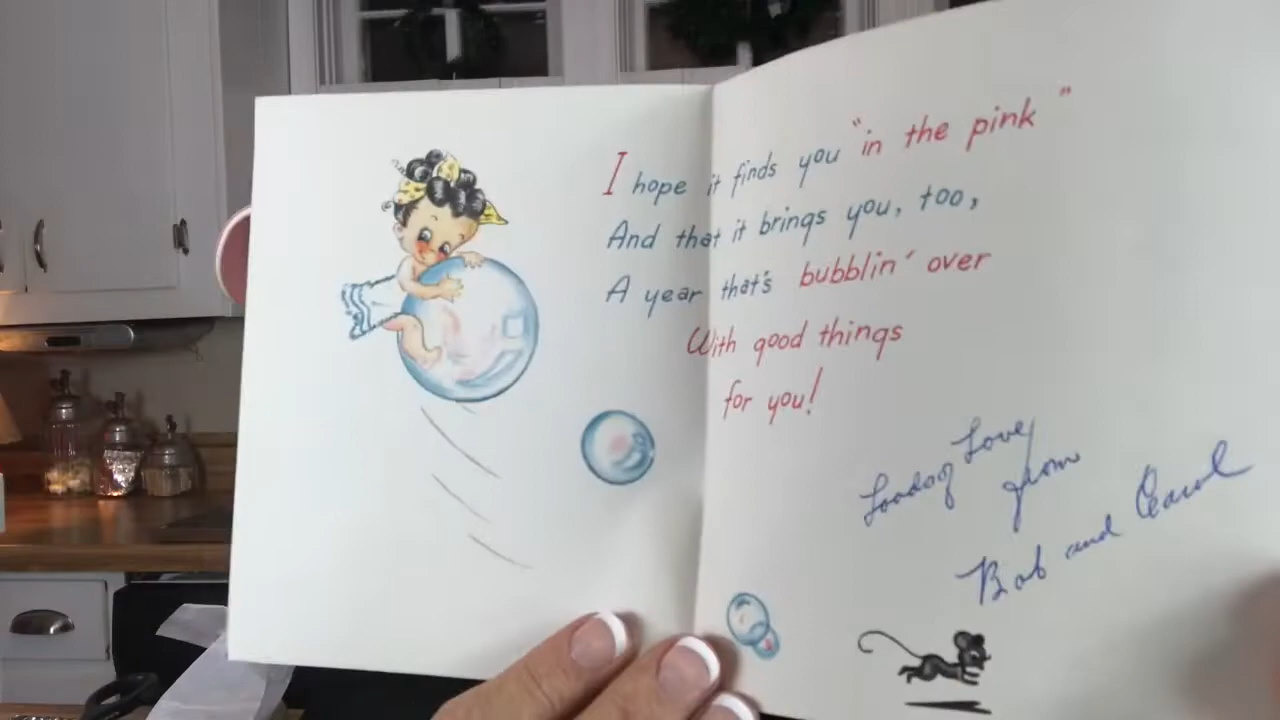 I hope it finds you "in the pink"
And that it brings you, too,
A year that's bubblin' over
With good things
for you!
Loads of Love
from
Bob and Carol